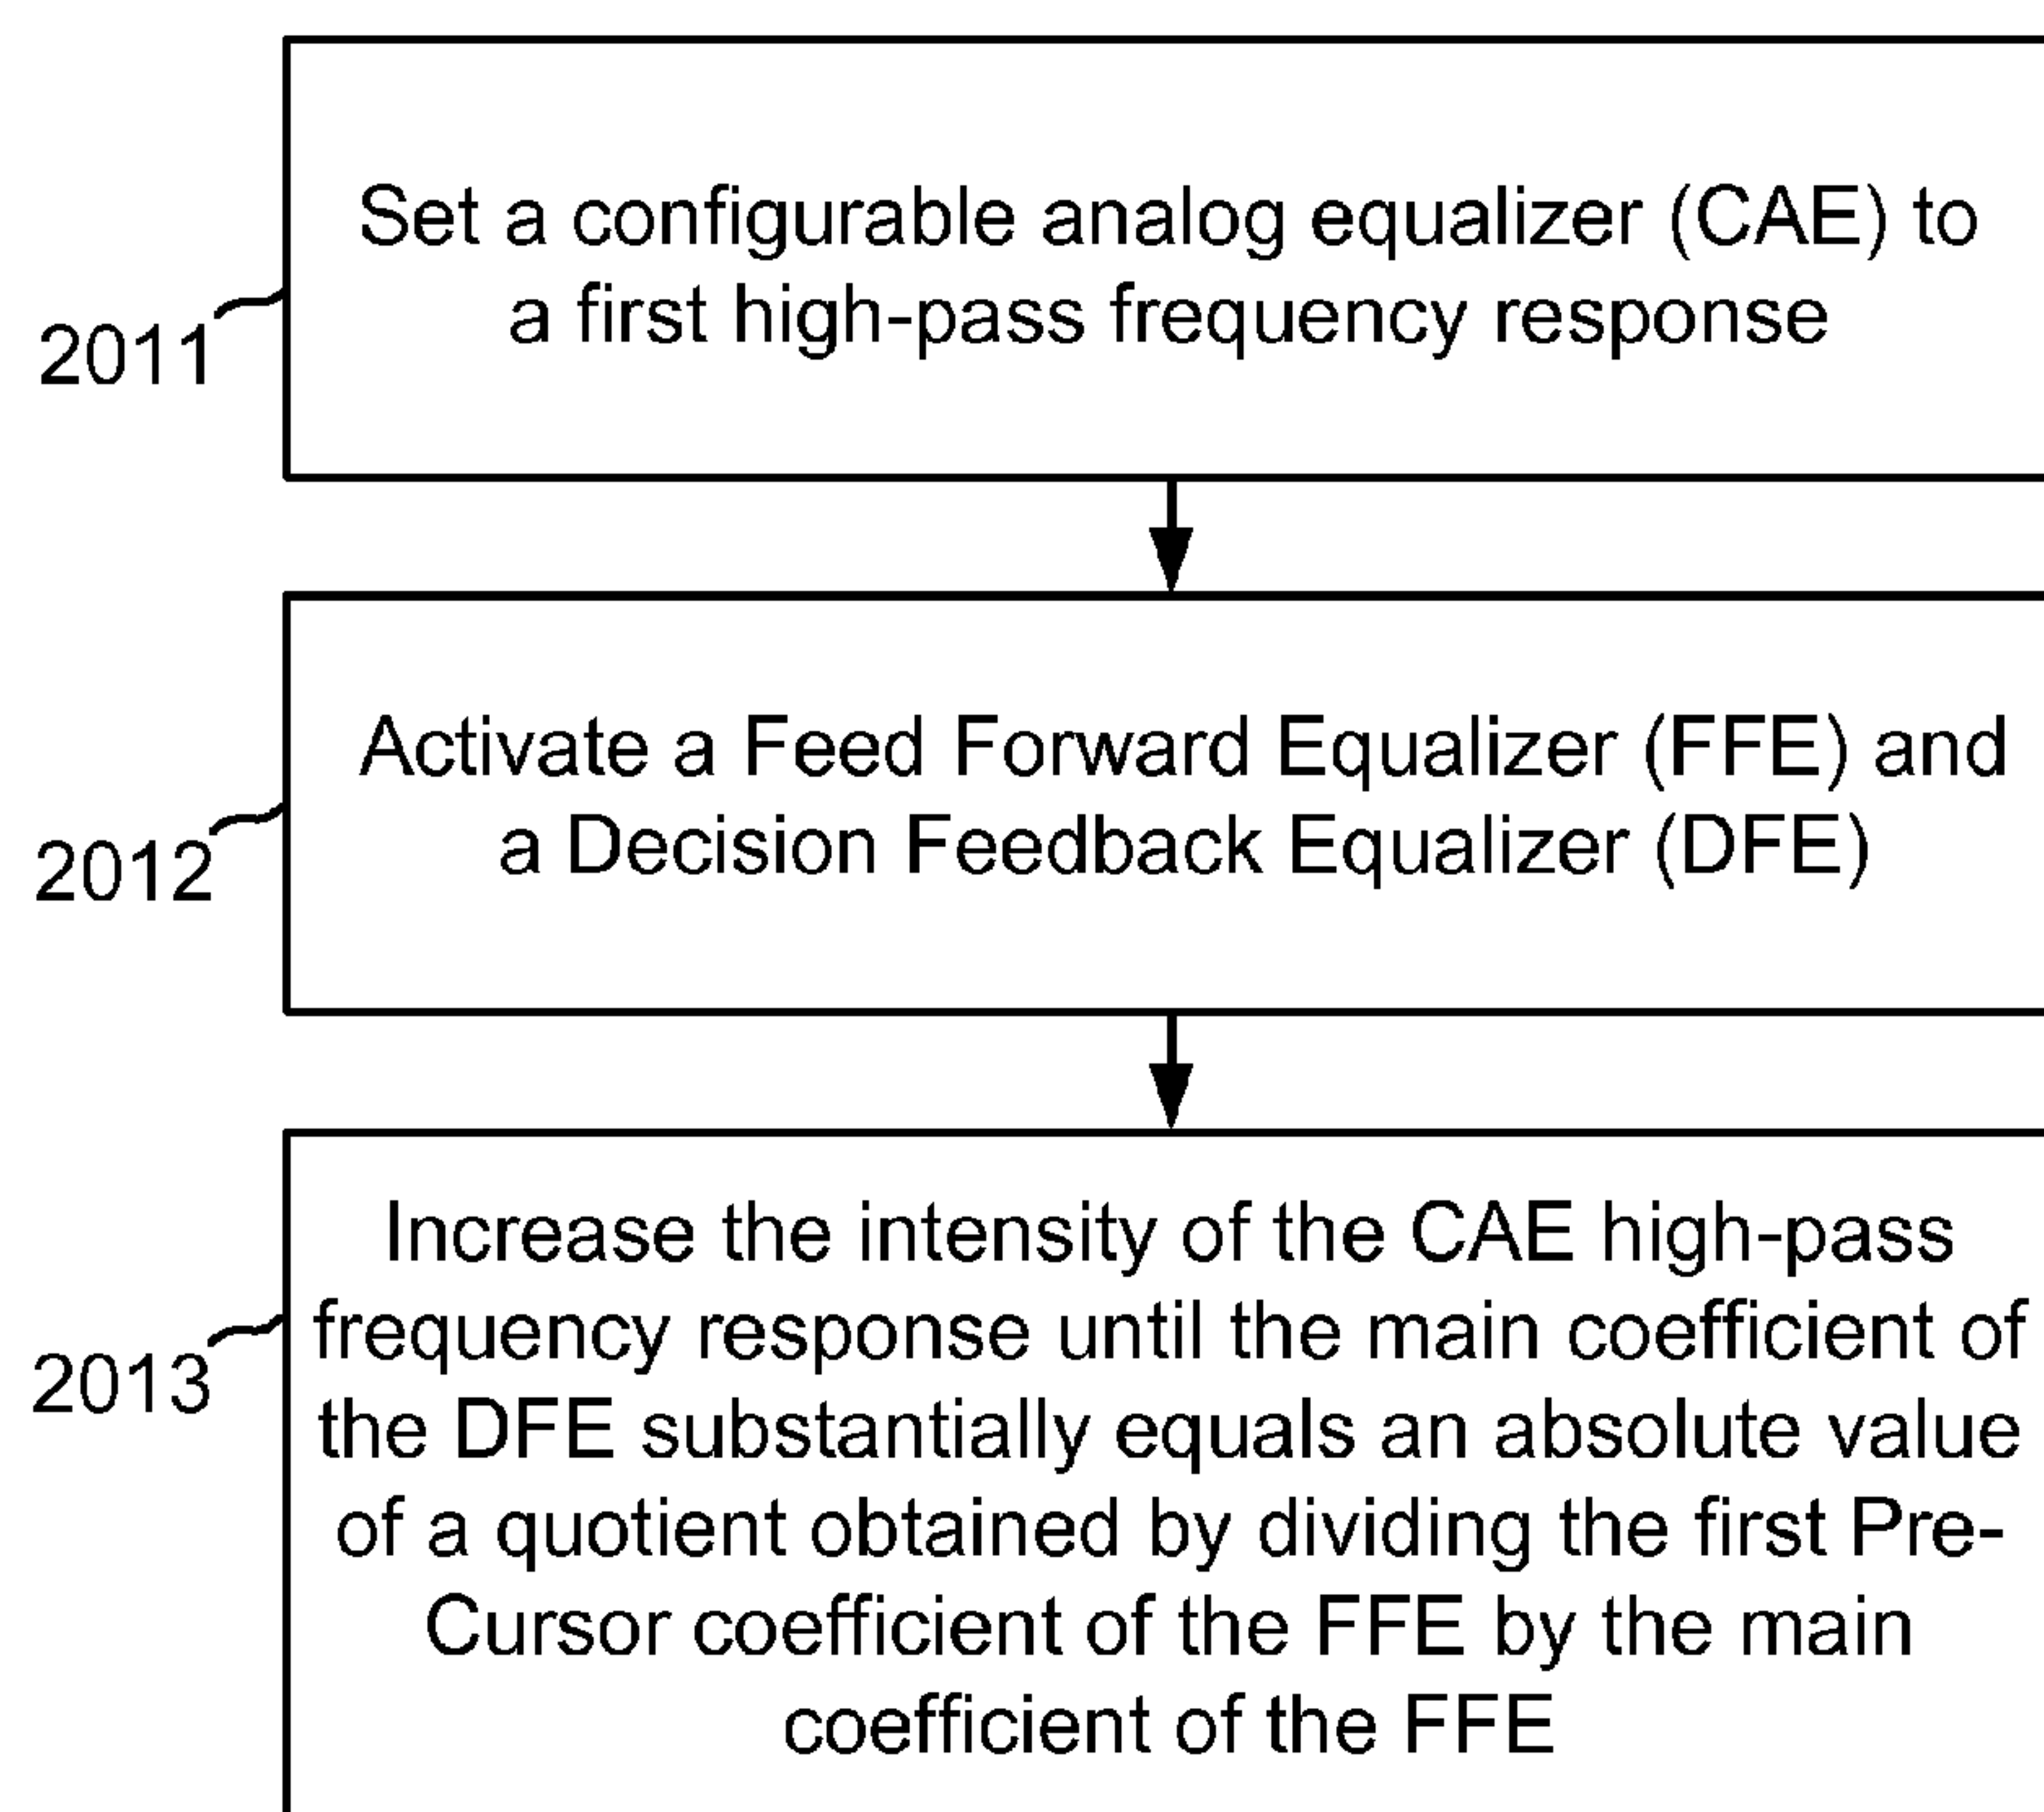 Set a configurable analog equalizer (CAE) to
a first high-pass frequency response
2011
Activate a Feed Forward Equalizer (FFE) and
a Decision Feedback Equalizer (DFE)
2012
Increase the intensity of the CAE high-pass
frequency response until the main coefficient of
the DFE substantially equals an absolute value
of a quotient obtained by dividing the first Pre-
Cursor coefficient of the FFE by the main
coefficient of the FFE
2013